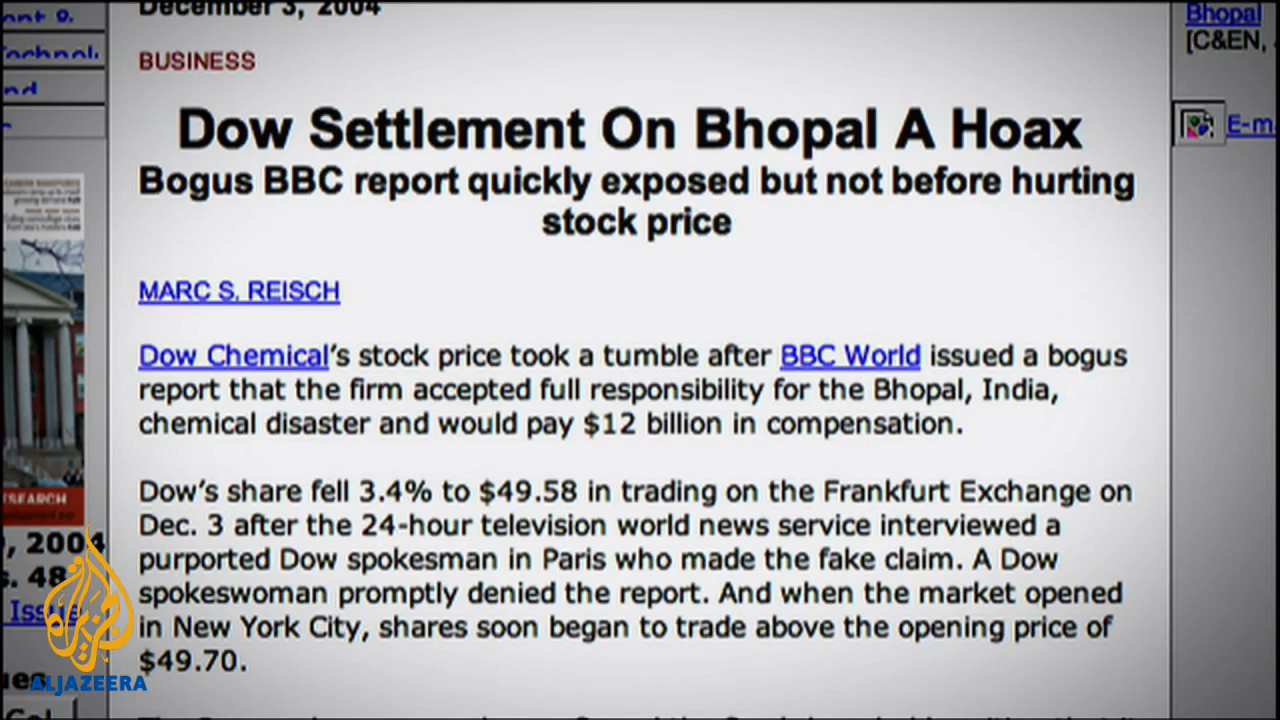 December 3, 2004
BUSINESS
Dow Settlement On Bhopal A Hoax
Bogus BBC report quickly exposed but not before hurting
stock price
MARC S. REISCH
Dow Chemical's stock price took a tumble after BBC World issued a bogus
report that the firm accepted full responsibility for the Bhopal, India,
chemical disaster and would pay $12 billion in compensation.
Dow's share fell 3.4% to $49.58 in trading on the Frankfurt Exchange on
Dec. 3 after the 24-hour television world news service interviewed a
purported Dow spokesman in Paris who made the fake claim. A Dow
spokeswoman promptly denied the report. And when the market opened
in New York City, shares soon began to trade above the opening price of
$49.70.
Bhopal
[C&EN,
E-m
, 2004
48
Issue
ALJAZEERA